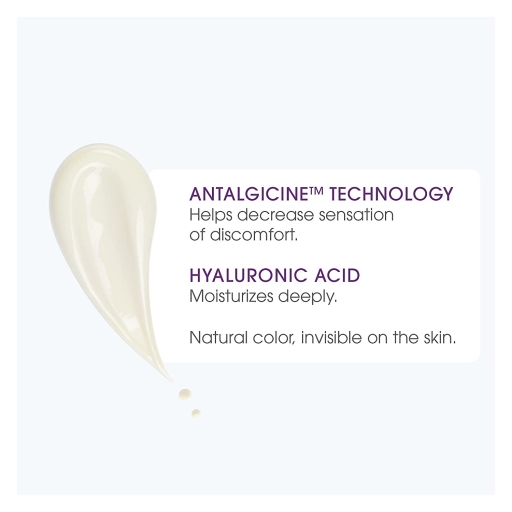 ANTALGICINE™ TECHNOLOGY
Helps decrease sensation
of discomfort.
HYALURONIC ACID
Moisturizes deeply.
Natural color, invisible on the skin.